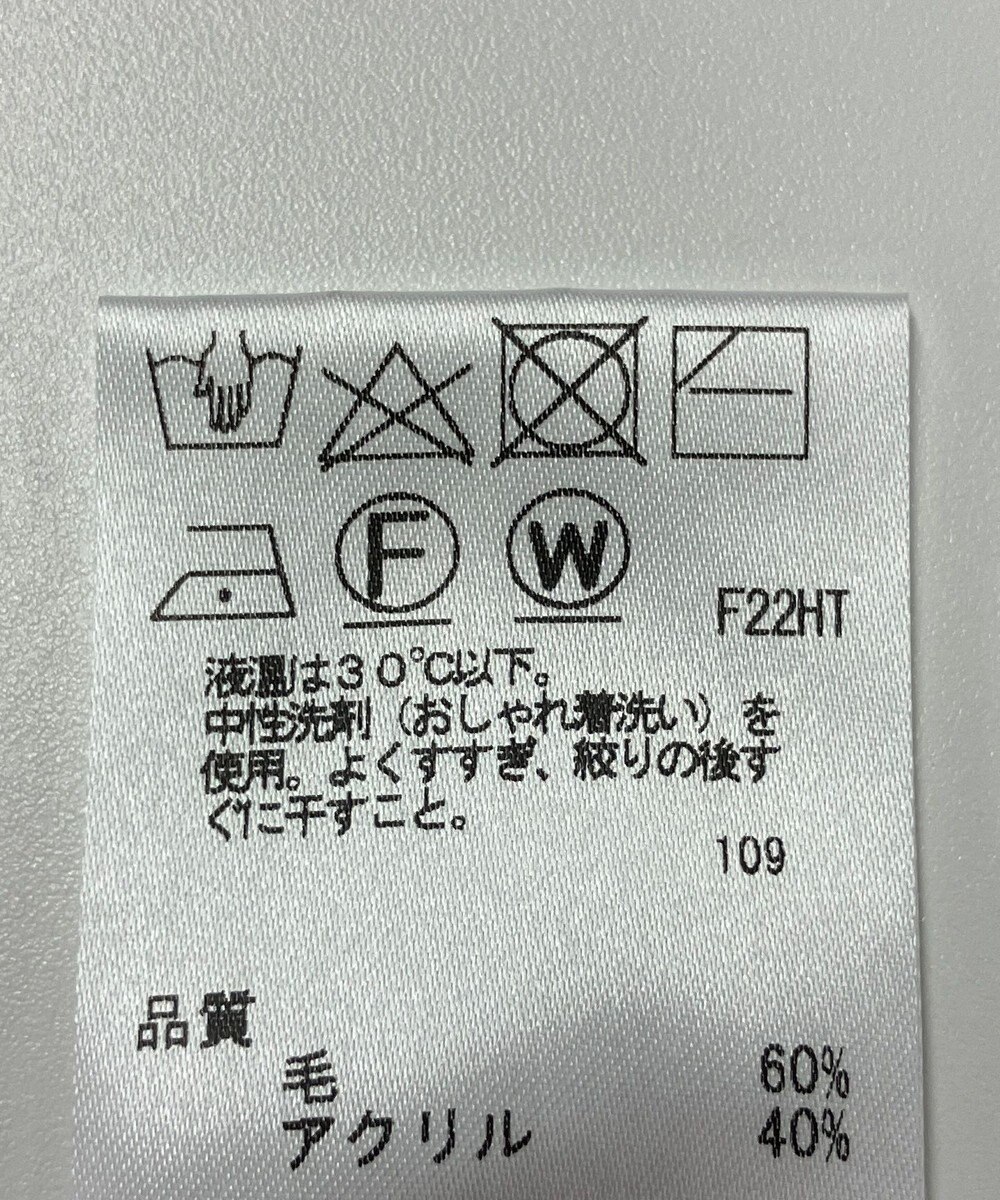 F
W
F22HT
液温は30℃以下。
中性洗剤（おしゃれ着洗い）を
使用。よくすすぎ、絞りの後す
ぐに干すこと。
109
品質
毛 60%
アクリル 40%